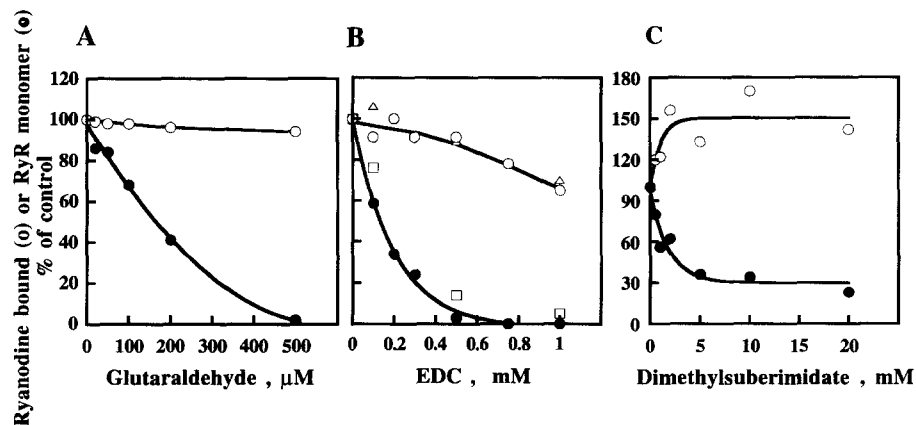 A
B
C
Ryanodine bound (o) or RyR monomer (●)
% of control
120
100
80
60
40
20
0
0 100 200 300 400 500
Glutaraldehyde , μM
0 0.2 0.4 0.6 0.8 1
EDC , mM
180
150
120
90
60
30
0
0 5 10 15 20
Dimethylsuberimidate , mM